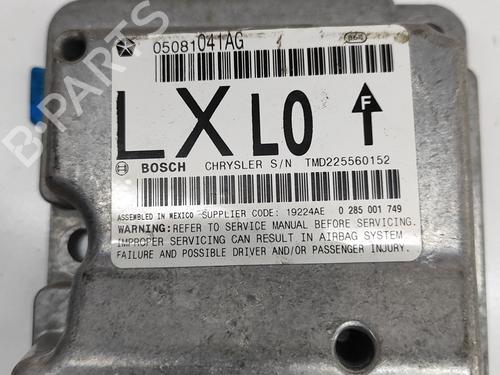 05081041AG 868
LX LO F
BOSCH CHRYSLER S/N TMD225560152
ASSEMBLED IN MEXICO SUPPLIER CODE: 19224AE 0 285 001 749
WARNING: REFER TO SERVICE MANUAL BEFORE SERVICING.
IMPROPER SERVICING CAN RESULT IN AIRBAG SYSTEM
FAILURE AND POSSIBLE DRIVER AND/OR PASSENGER INJURY.
B-PARTS